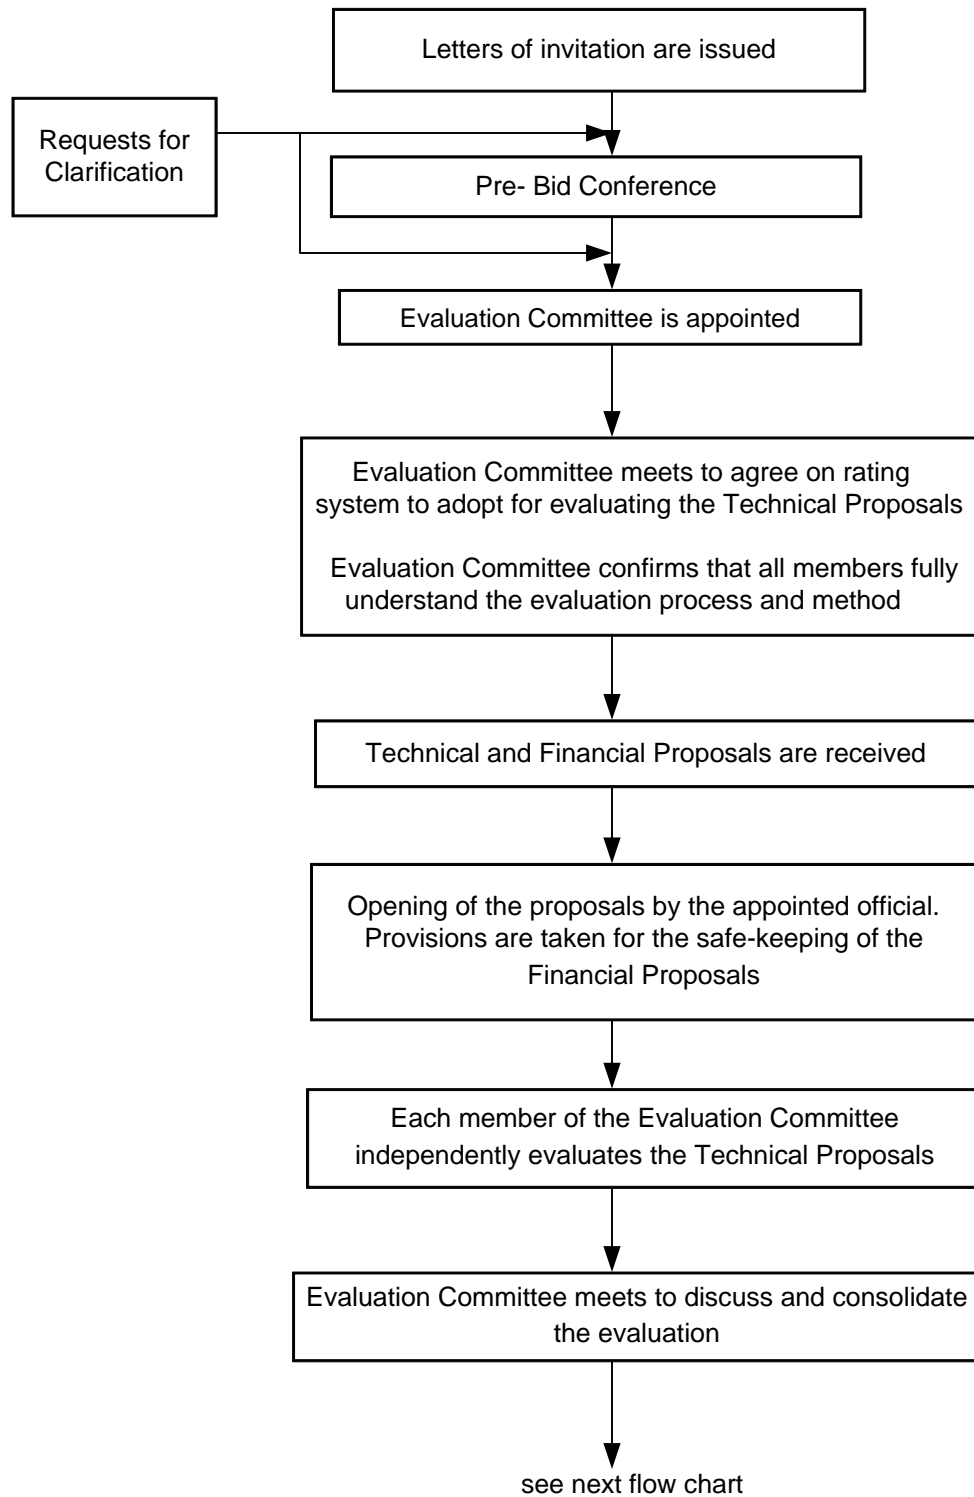 Letters of invitation are issued
Requests for
Clarification
Pre- Bid Conference
Evaluation Committee is appointed
Evaluation Committee meets to agree on rating
system to adopt for evaluating the Technical Proposals
Evaluation Committee confirms that all members fully
understand the evaluation process and method
Technical and Financial Proposals are received
Opening of the proposals by the appointed official.
Provisions are taken for the safe-keeping of the
Financial Proposals
Each member of the Evaluation Committee
independently evaluates the Technical Proposals
Evaluation Committee meets to discuss and consolidate
the evaluation
see next flow chart